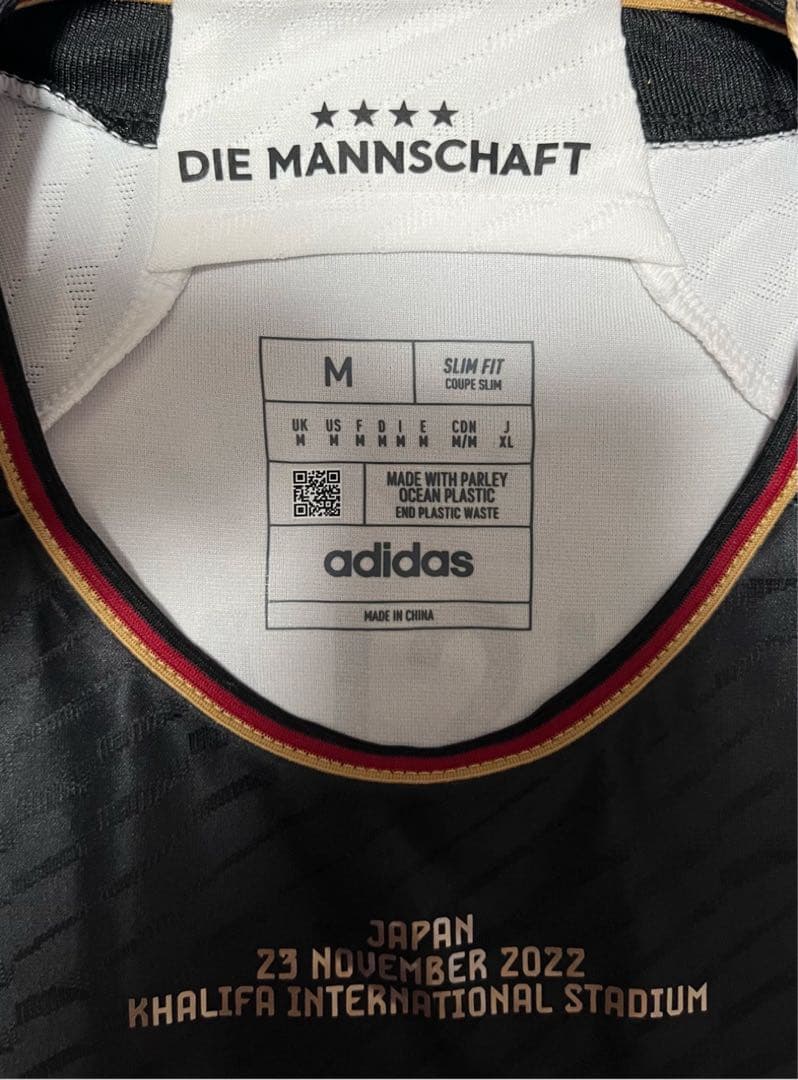 ★★★★
DIE MANNSCHAFT
M
SLIM FIT
COUPE SLIM
UK US F D I E CDN J
M M M M M M M/M XL
MADE WITH PARLEY
OCEAN PLASTIC
END PLASTIC WASTE
adidas
MADE IN CHINA
JAPAN
23 NOVEMBER 2022
KHALIFA INTERNATIONAL STADIUM